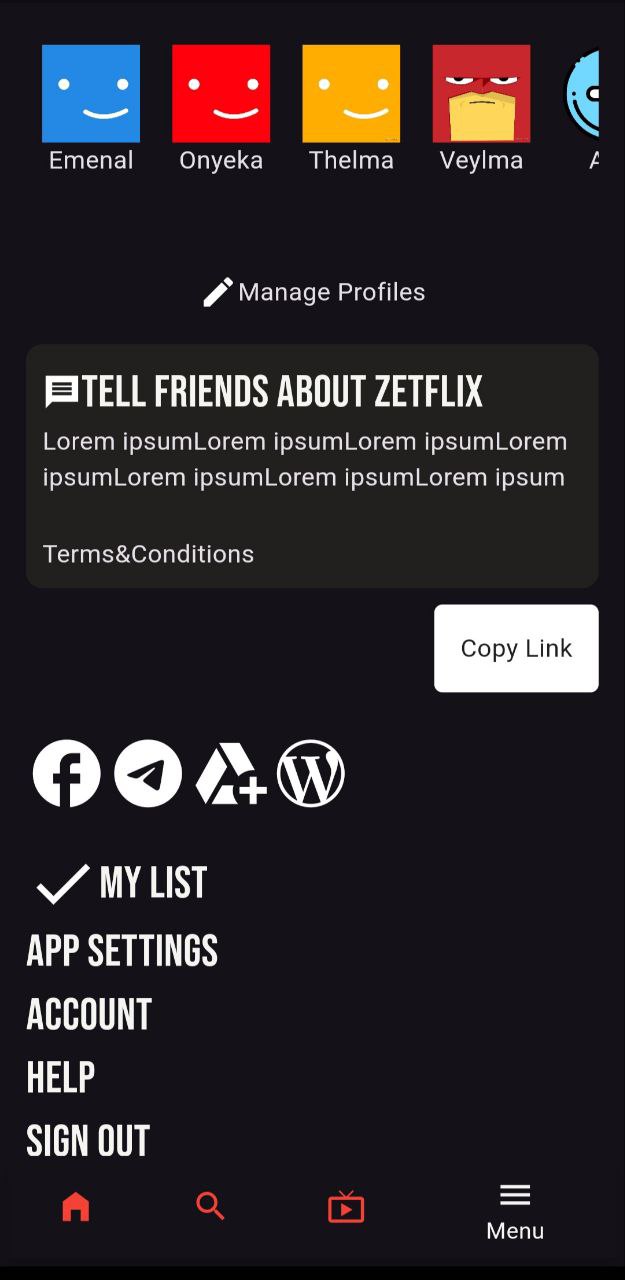 Emenal Onyeka Thelma Veylma A
Manage Profiles
TELL FRIENDS ABOUT ZETFLIX
Lorem ipsumLorem ipsumLorem ipsumLorem
ipsumLorem ipsumLorem ipsumLorem ipsum
Terms&Conditions
Copy Link
MY LIST
APP SETTINGS
ACCOUNT
HELP
SIGN OUT
Menu